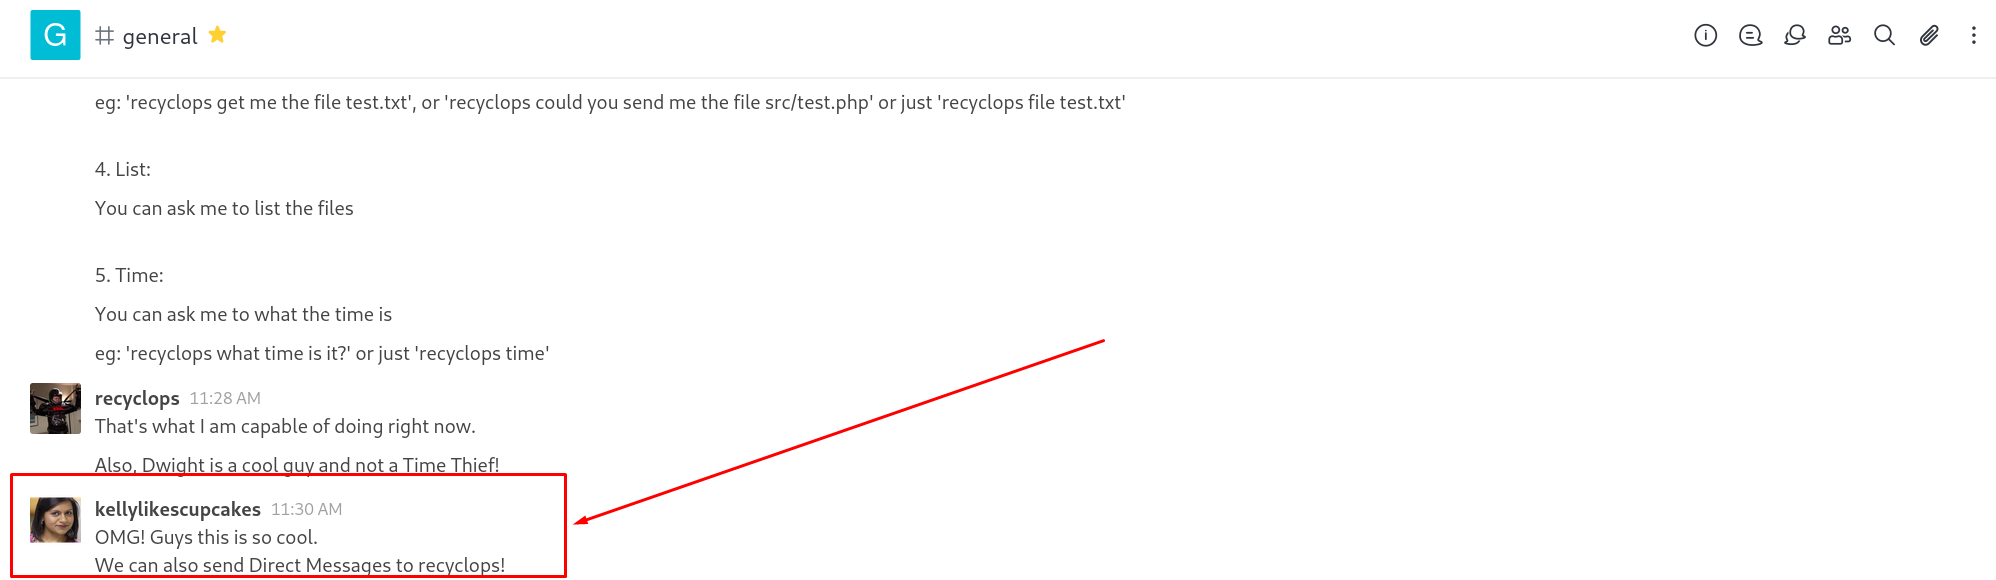 G # general
eg: 'recyclops get me the file test.txt', or 'recyclops could you send me the file src/test.php' or just 'recyclops file test.txt'
4. List:
You can ask me to list the files
5. Time:
You can ask me to what the time is
eg: 'recyclops what time is it?' or just 'recyclops time'
recyclops 11:28 AM
That's what I am capable of doing right now.
Also, Dwight is a cool guy and not a Time Thief!
kellylikescupcakes 11:30 AM
OMG! Guys this is so cool.
We can also send Direct Messages to recyclops!